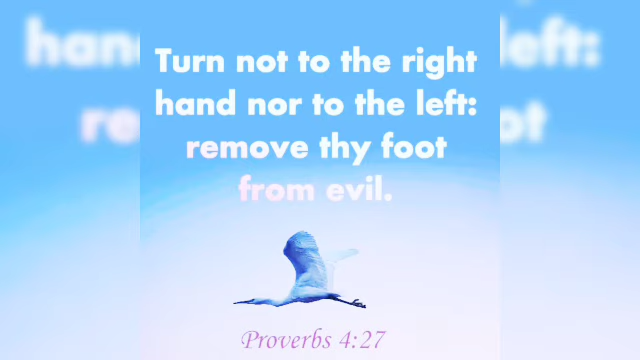 Turn not to the right
hand nor to the left:
remove thy foot
from evil.
Proverbs 4:27